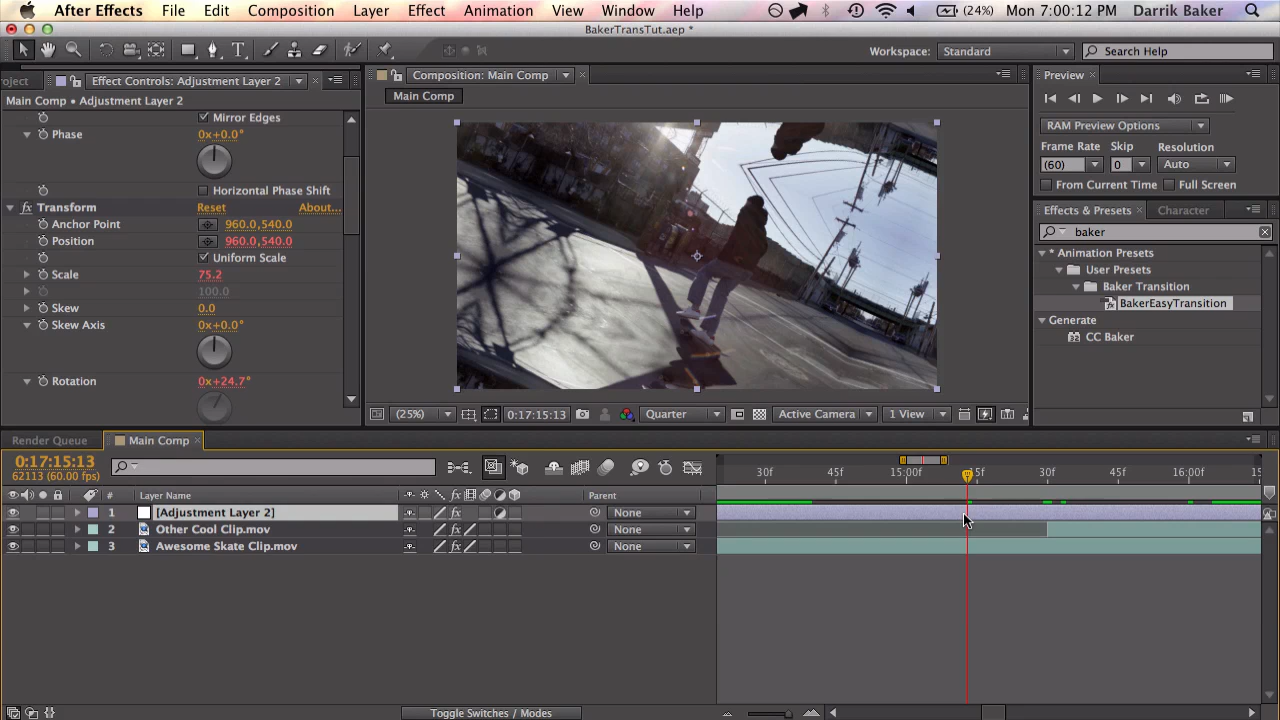 After Effects File Edit Composition Layer Effect Animation View Window Help (24%) Mon 7:00:12 PM Darrik Baker
BakerTransTut.aep *
Workspace: Standard Search Help
oject Effect Controls: Adjustment Layer 2 Composition: Main Comp Preview
Main Comp • Adjustment Layer 2 Main Comp
Mirror Edges
Phase 0x+0.0°
RAM Preview Options
Frame Rate Skip Resolution
(60) 0 Auto
Horizontal Phase Shift From Current Time Full Screen
fx Transform Reset About... Effects & Presets Character
Anchor Point 960.0,540.0
baker
Position 960.0,540.0
Uniform Scale * Animation Presets
Scale 75.2 User Presets
100.0 Baker Transition
Skew 0.0 BakerEasyTransition
Skew Axis 0x+0.0° Generate
CC Baker
Rotation 0x+24.7°
(25%) 0:17:15:13 Quarter Active Camera 1 View
Render Queue Main Comp
0:17:15:13
62113 (60.00 fps)
30f 45f 15:00f 15f 30f 45f 16:00f 15
# Layer Name fx Parent
1 [Adjustment Layer 2] fx None
2 Other Cool Clip.mov fx None
3 Awesome Skate Clip.mov fx None
Toggle Switches / Modes